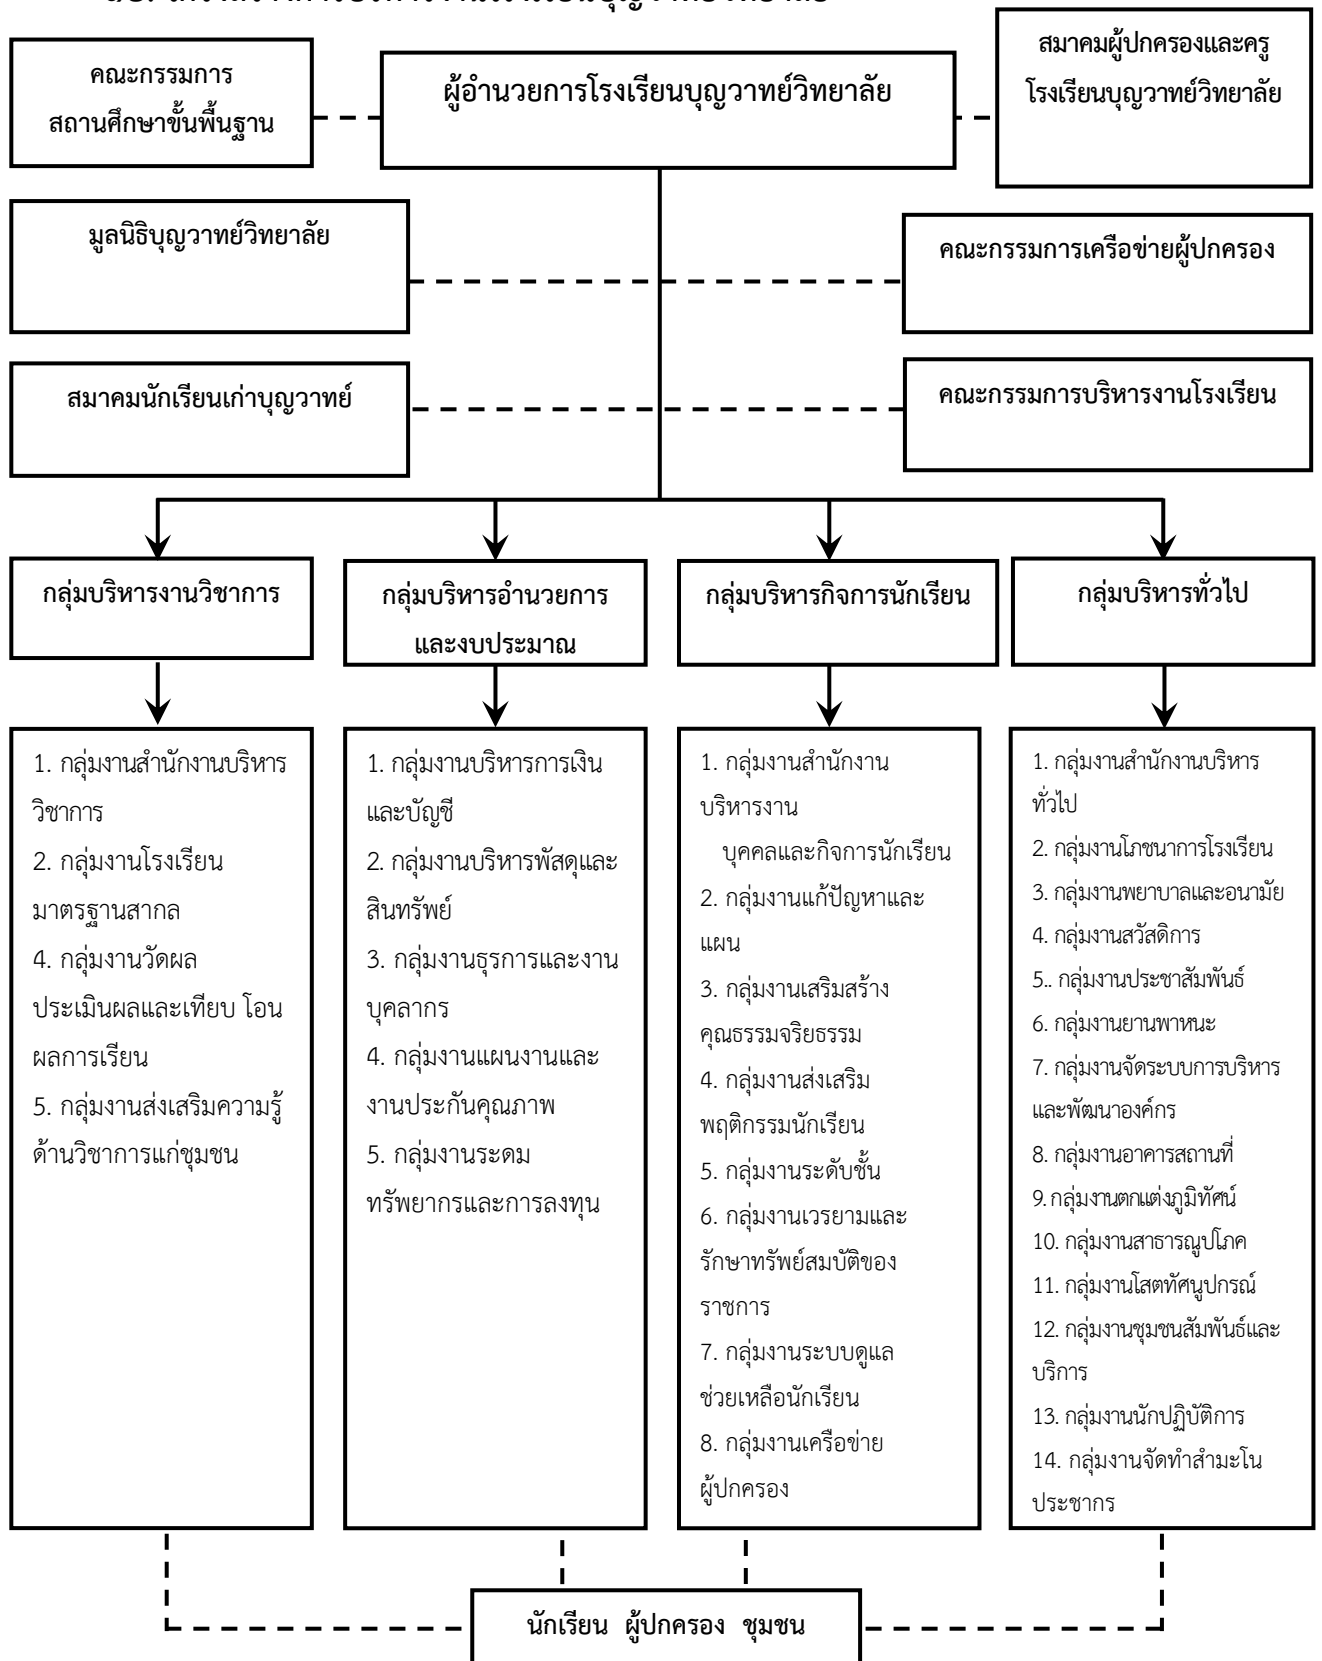 คณะกรรมการ
สถานศึกษาขั้นพื้นฐาน
ผู้อำนวยการโรงเรียนบุญวาทย์วิทยาลัย
สมาคมผู้ปกครองและครู
โรงเรียนบุญวาทย์วิทยาลัย
มูลนิธิบุญวาทย์วิทยาลัย
คณะกรรมการเครือข่ายผู้ปกครอง
สมาคมนักเรียนเก่าบุญวาทย์
คณะกรรมการบริหารงานโรงเรียน
กลุ่มบริหารงานวิชาการ
กลุ่มบริหารอำนวยการ
และงบประมาณ
กลุ่มบริหารกิจการนักเรียน
กลุ่มบริหารทั่วไป
1. กลุ่มงานสำนักงานบริหาร
วิชาการ
2. กลุ่มงานโรงเรียน
มาตรฐานสากล
4. กลุ่มงานวัดผล
ประเมินผลและเทียบ โอน
ผลการเรียน
5. กลุ่มงานส่งเสริมความรู้
ด้านวิชาการแก่ชุมชน
1. กลุ่มงานบริหารการเงิน
และบัญชี
2. กลุ่มงานบริหารพัสดุและ
สินทรัพย์
3. กลุ่มงานธุรการและงาน
บุคลากร
4. กลุ่มงานแผนงานและ
งานประกันคุณภาพ
5. กลุ่มงานระดม
ทรัพยากรและการลงทุน
1. กลุ่มงานสำนักงาน
บริหารงาน
บุคคลและกิจการนักเรียน
2. กลุ่มงานแก้ปัญหาและ
แผน
3. กลุ่มงานเสริมสร้าง
คุณธรรมจริยธรรม
4. กลุ่มงานส่งเสริม
พฤติกรรมนักเรียน
5. กลุ่มงานระดับชั้น
6. กลุ่มงานเวรยามและ
รักษาทรัพย์สมบัติของ
ราชการ
7. กลุ่มงานระบบดูแล
ช่วยเหลือนักเรียน
8. กลุ่มงานเครือข่าย
ผู้ปกครอง
1. กลุ่มงานสำนักงานบริหาร
ทั่วไป
2. กลุ่มงานโภชนาการโรงเรียน
3. กลุ่มงานพยาบาลและอนามัย
4. กลุ่มงานสวัสดิการ
5.. กลุ่มงานประชาสัมพันธ์
6. กลุ่มงานยานพาหนะ
7. กลุ่มงานจัดระบบการบริหาร
และพัฒนาองค์กร
8. กลุ่มงานอาคารสถานที่
9. กลุ่มงานตกแต่งภูมิทัศน์
10. กลุ่มงานสาธารณูปโภค
11. กลุ่มงานโสตทัศนูปกรณ์
12. กลุ่มงานชุมชนสัมพันธ์และ
บริการ
13. กลุ่มงานนักปฏิบัติการ
14. กลุ่มงานจัดทำสำมะโน
ประชากร
นักเรียน ผู้ปกครอง ชุมชน